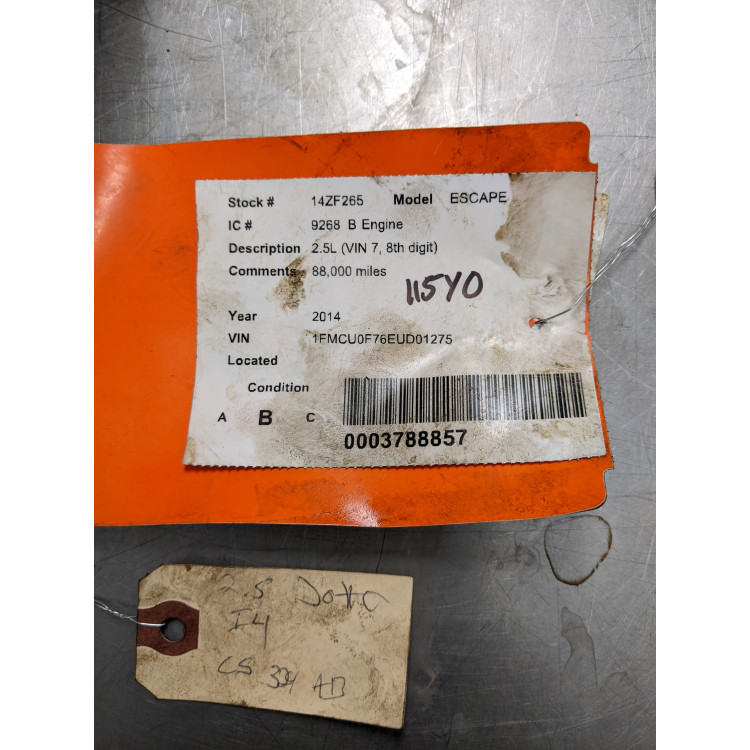 Stock # 14ZF265 Model ESCAPE
IC # 9268 B Engine
Description 2.5L (VIN 7, 8th digit)
Comments 88,000 miles
115YO
Year 2014
VIN 1FMCU0F76EUD01275
Located
Condition
A B C
0003788857
2.5 DOHC
I4
CS 334 AB